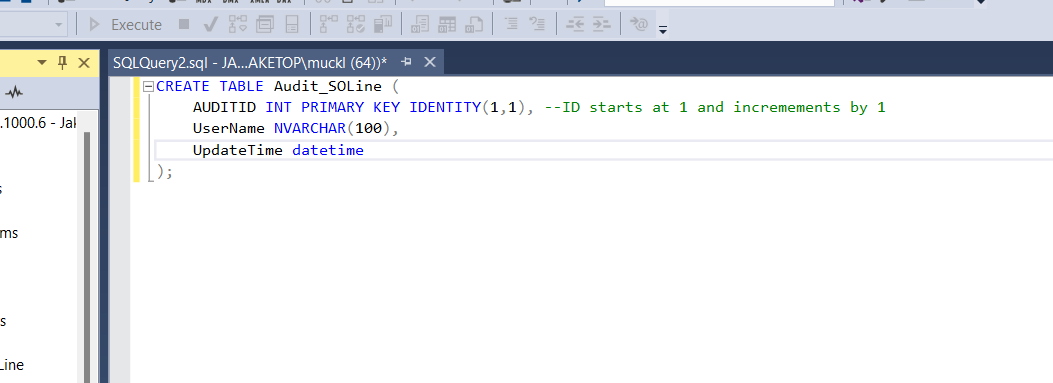 Execute
SQLQuery2.sql - JA...AKETOP\muckl (64))*
CREATE TABLE Audit_SOLine (
AUDITID INT PRIMARY KEY IDENTITY(1,1), --ID starts at 1 and incremements by 1
UserName NVARCHAR(100),
UpdateTime datetime
);
.1000.6 - Jak
s
ms
s
Line